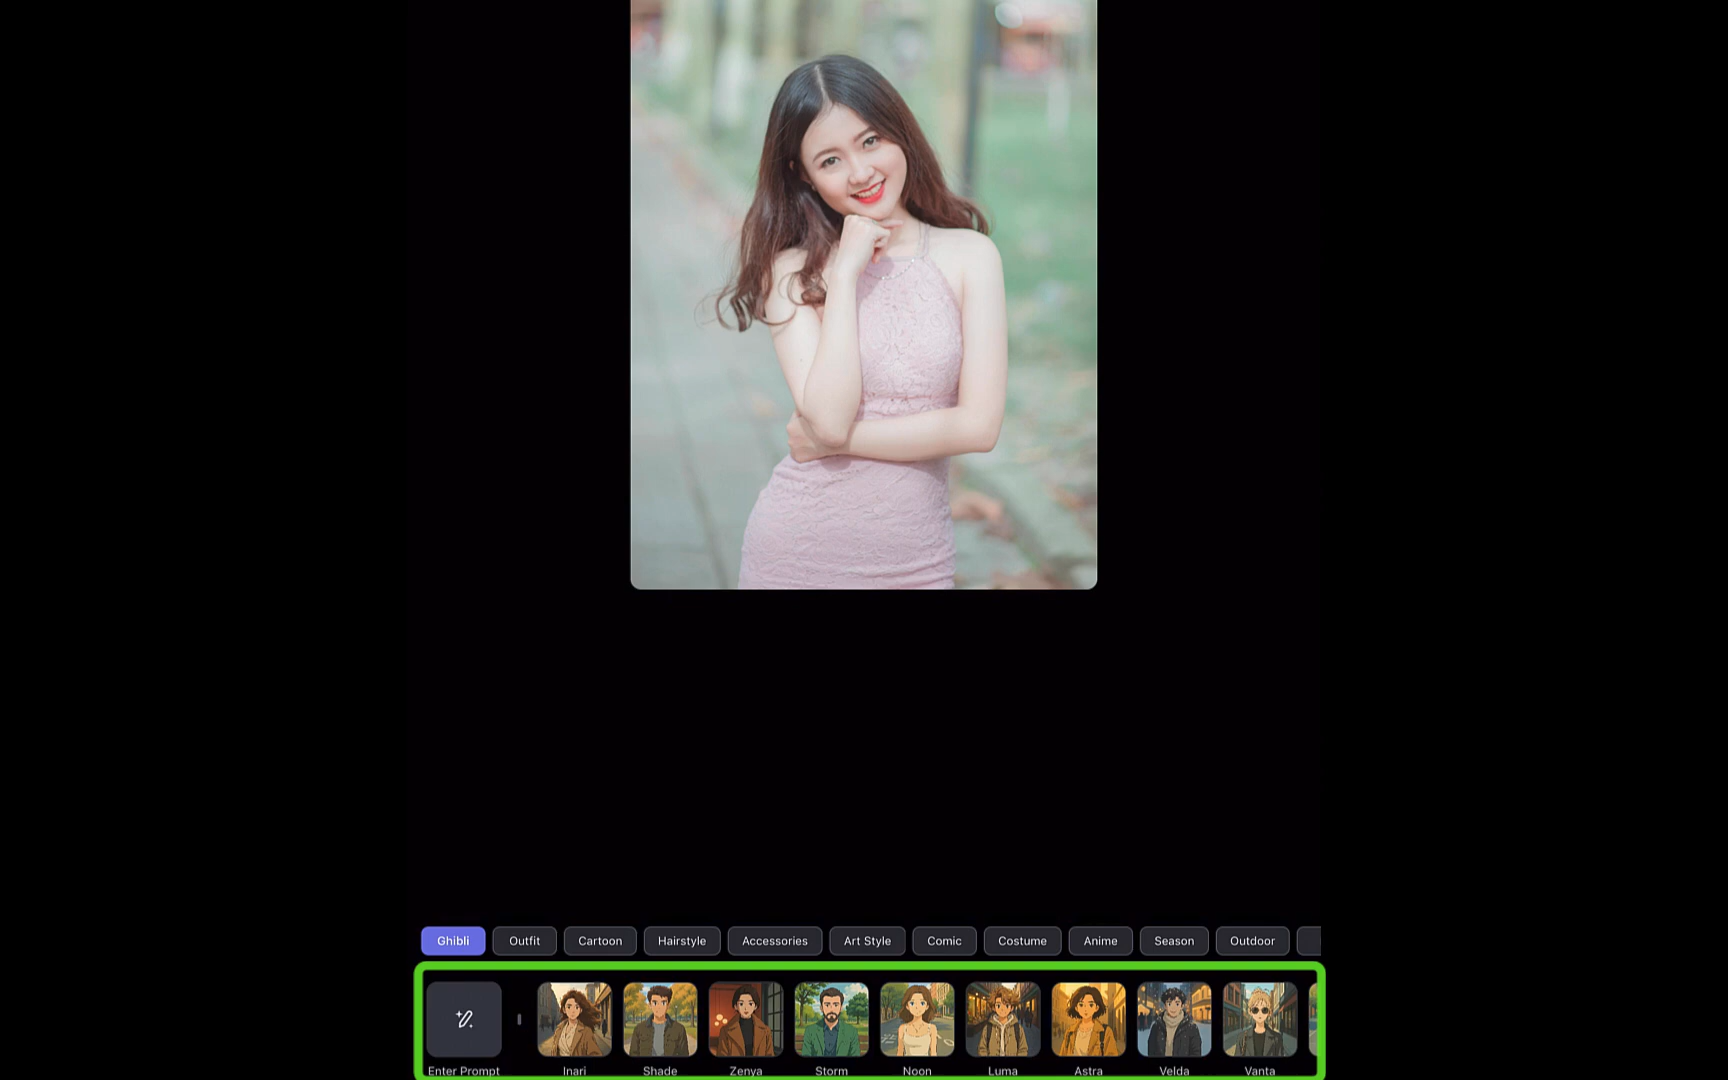 Ghibli Outfit Cartoon Hairstyle Accessories Art Style Comic Costume Anime Season Outdoor
Enter Prompt Inari Shade Zenya Storm Noon Luma Astra Velda Vanta